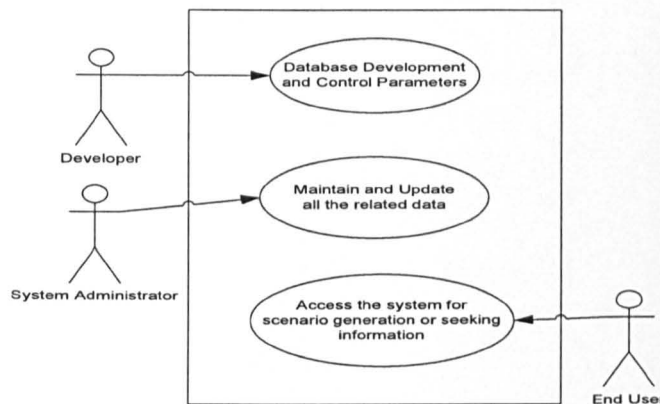 Database Development
and Control Parameters
Developer
Maintain and Update
all the related data
System Administrator
Access the system for
scenario generation or seeking
information
End User